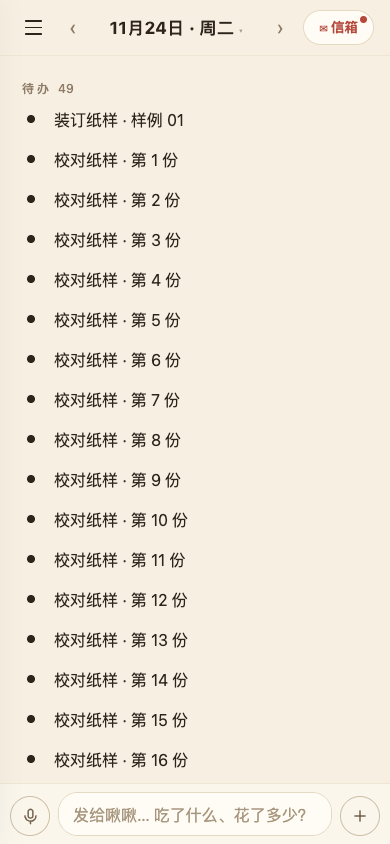 11月24日 · 周二
信箱
待办 49
装订纸样 · 样例 01
校对纸样 · 第 1 份
校对纸样 · 第 2 份
校对纸样 · 第 3 份
校对纸样 · 第 4 份
校对纸样 · 第 5 份
校对纸样 · 第 6 份
校对纸样 · 第 7 份
校对纸样 · 第 8 份
校对纸样 · 第 9 份
校对纸样 · 第 10 份
校对纸样 · 第 11 份
校对纸样 · 第 12 份
校对纸样 · 第 13 份
校对纸样 · 第 14 份
校对纸样 · 第 15 份
校对纸样 · 第 16 份
发给啾啾... 吃了什么、花了多少?